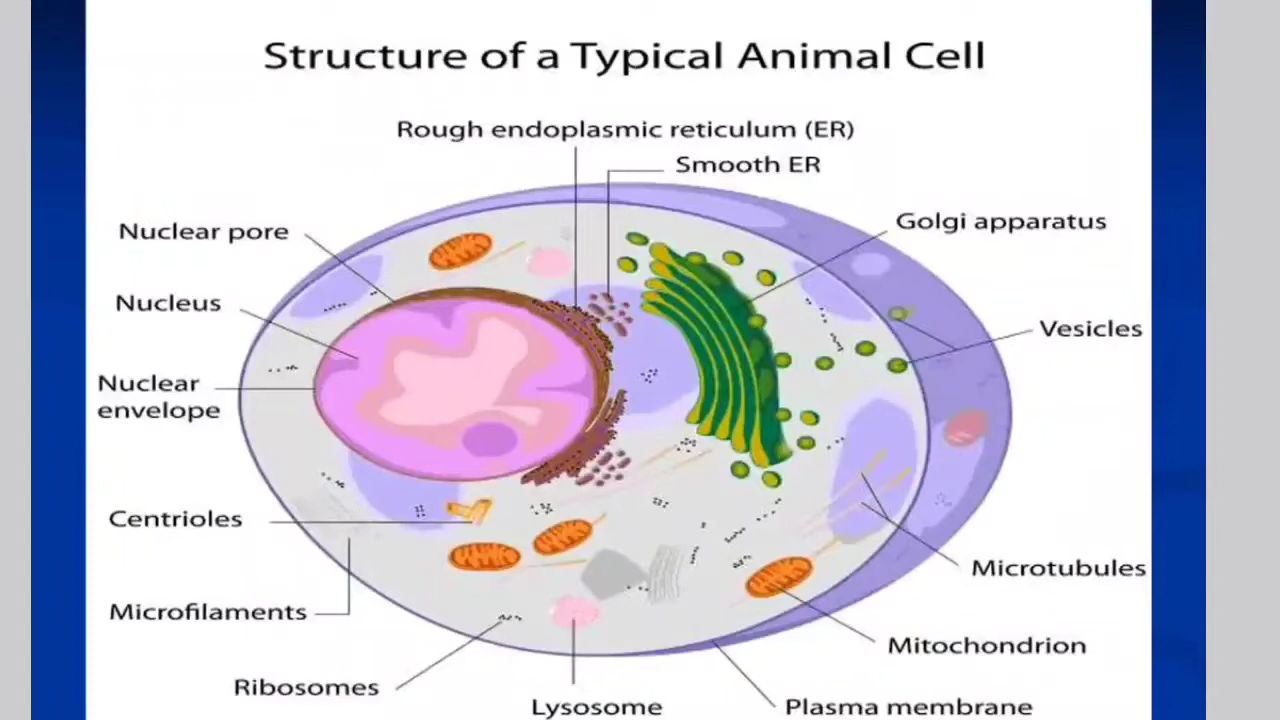 Structure of a Typical Animal Cell
Rough endoplasmic reticulum (ER)
Smooth ER
Golgi apparatus
Nuclear pore
Nucleus
Vesicles
Nuclear
envelope
Centrioles
Microtubules
Microfilaments
Mitochondrion
Ribosomes
Lysosome
Plasma membrane